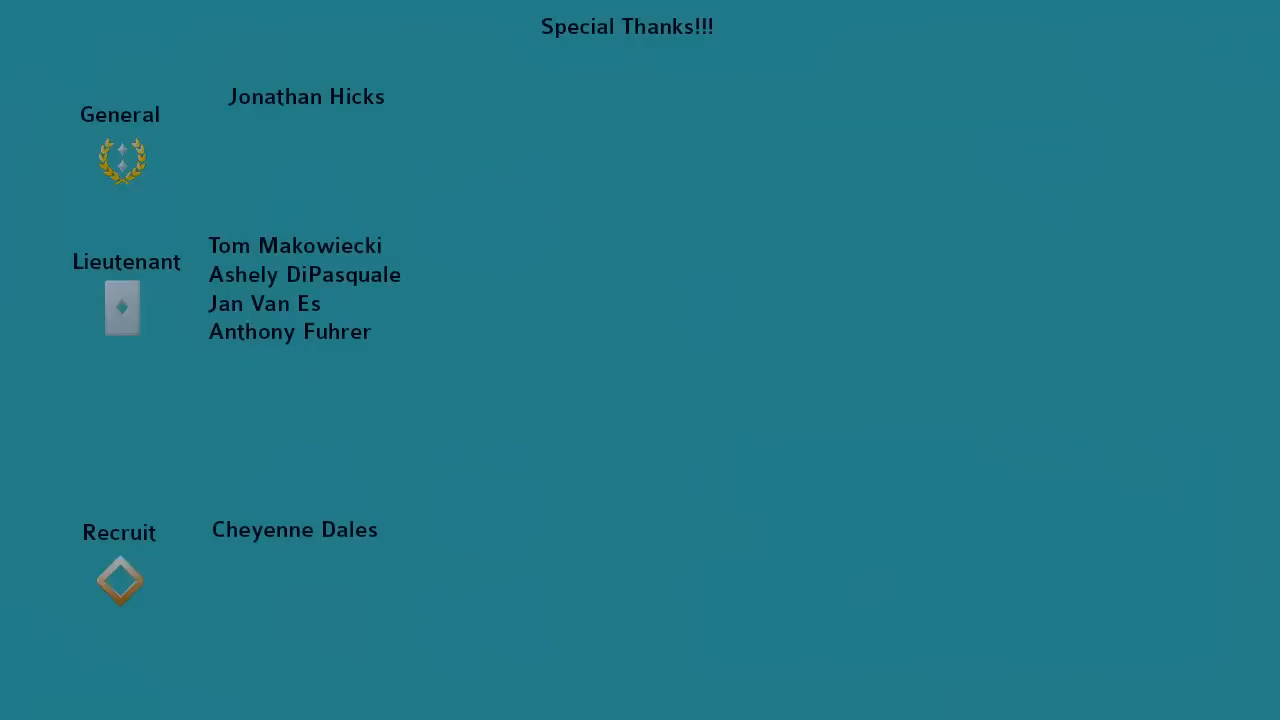 Special Thanks!!!
General
Jonathan Hicks
Lieutenant
Tom Makowiecki
Ashely DiPasquale
Jan Van Es
Anthony Fuhrer
Recruit
Cheyenne Dales